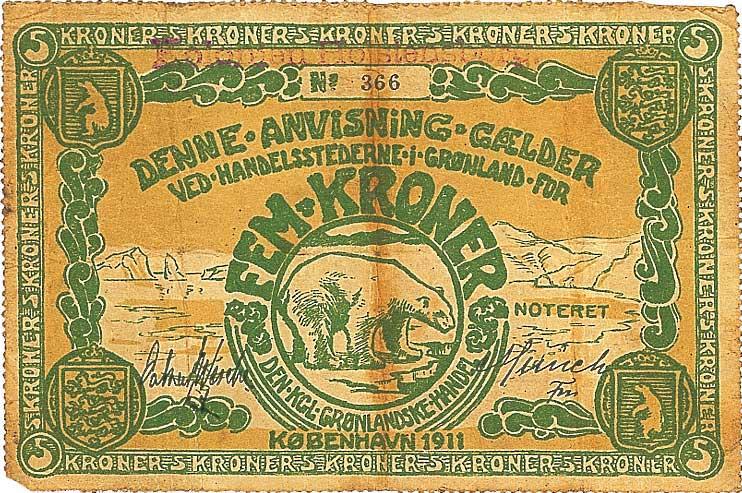 5 KRONER 5 KRONER 5 KRONER 5 KRONER 5 KRONER 5
Nº 366
DENNE · ANVISNING · GÆLDER
VED · HANDELSSTEDERNE · I · GRØNLAND · FOR
FEM · KRONER
NOTERET
DEN · KGL · GRØNLANDSKE · HANDEL
KØBENHAVN 1911
5 KRONER 5 KRONER 5 KRONER 5 KRONER 5 KRONER 5